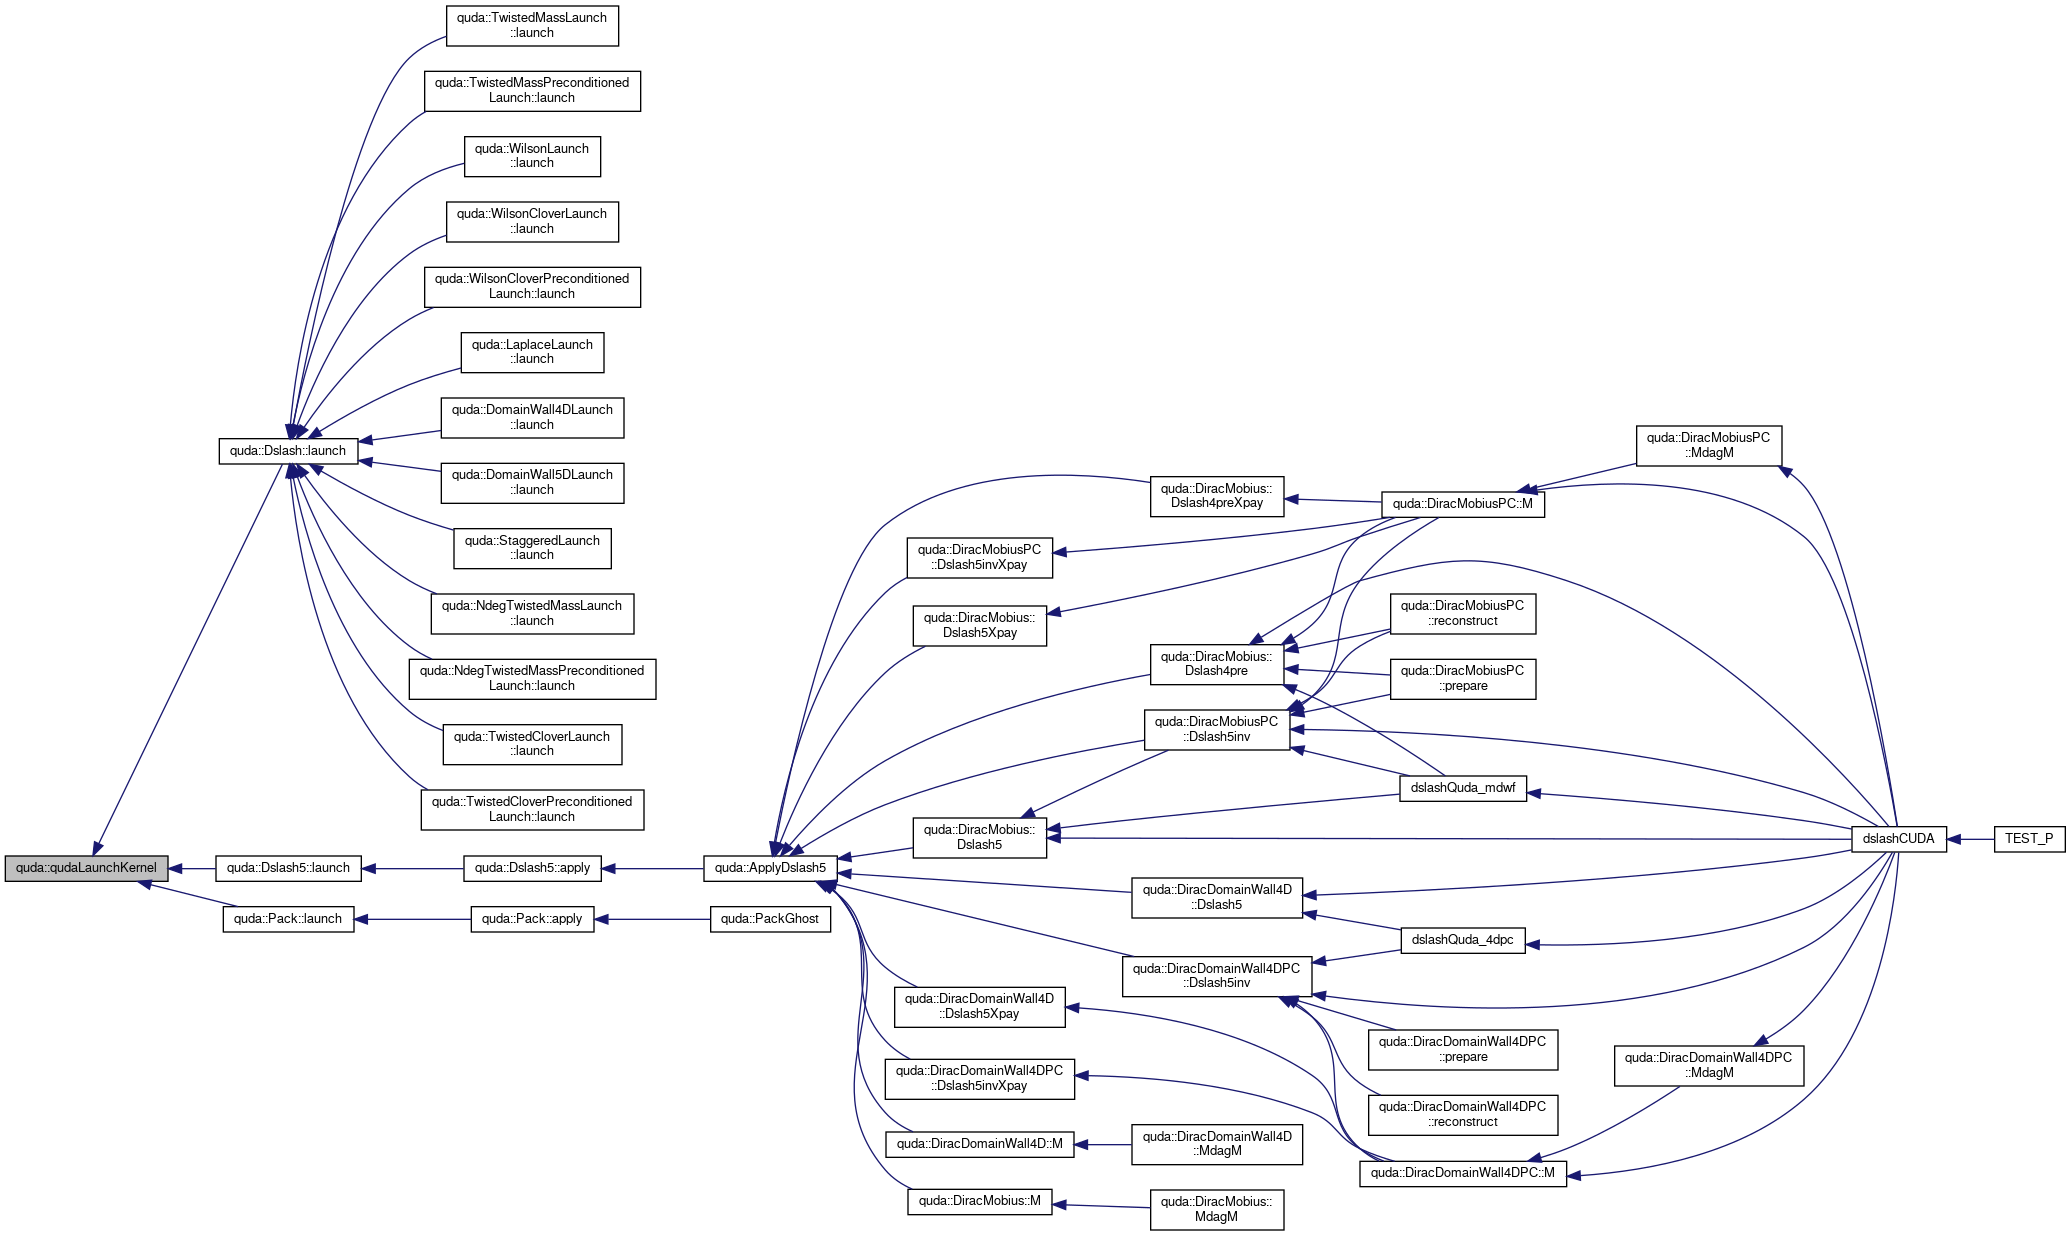 quda::TwistedMassLaunch
::launch
quda::TwistedMassPreconditioned
Launch::launch
quda::WilsonLaunch
::launch
quda::WilsonCloverLaunch
::launch
quda::WilsonCloverPreconditioned
Launch::launch
quda::LaplaceLaunch
::launch
quda::DomainWall4DLaunch
::launch
quda::Dslash::launch
quda::DomainWall5DLaunch
::launch
quda::StaggeredLaunch
::launch
quda::NdegTwistedMassLaunch
::launch
quda::NdegTwistedMassPreconditioned
Launch::launch
quda::TwistedCloverLaunch
::launch
quda::TwistedCloverPreconditioned
Launch::launch
quda::qudaLaunchKernel
quda::Dslash5::launch
quda::Dslash5::apply
quda::ApplyDslash5
quda::Pack::launch
quda::Pack::apply
quda::PackGhost
quda::DiracMobius::
Dslash4preXpay
quda::DiracMobiusPC
::Dslash5invXpay
quda::DiracMobius::
Dslash5Xpay
quda::DiracMobius::
Dslash4pre
quda::DiracMobiusPC
::Dslash5inv
quda::DiracMobius::
Dslash5
quda::DiracDomainWall4D
::Dslash5
quda::DiracDomainWall4DPC
::Dslash5inv
quda::DiracDomainWall4D
::Dslash5Xpay
quda::DiracDomainWall4DPC
::Dslash5invXpay
quda::DiracDomainWall4D::M
quda::DiracDomainWall4D
::MdagM
quda::DiracMobius::M
quda::DiracMobius::
MdagM
quda::DiracMobiusPC::M
quda::DiracMobiusPC
::MdagM
quda::DiracMobiusPC
::reconstruct
quda::DiracMobiusPC
::prepare
dslashQuda_mdwf
dslashCUDA
TEST_P
dslashQuda_4dpc
quda::DiracDomainWall4DPC
::prepare
quda::DiracDomainWall4DPC
::MdagM
quda::DiracDomainWall4DPC
::reconstruct
quda::DiracDomainWall4DPC::M